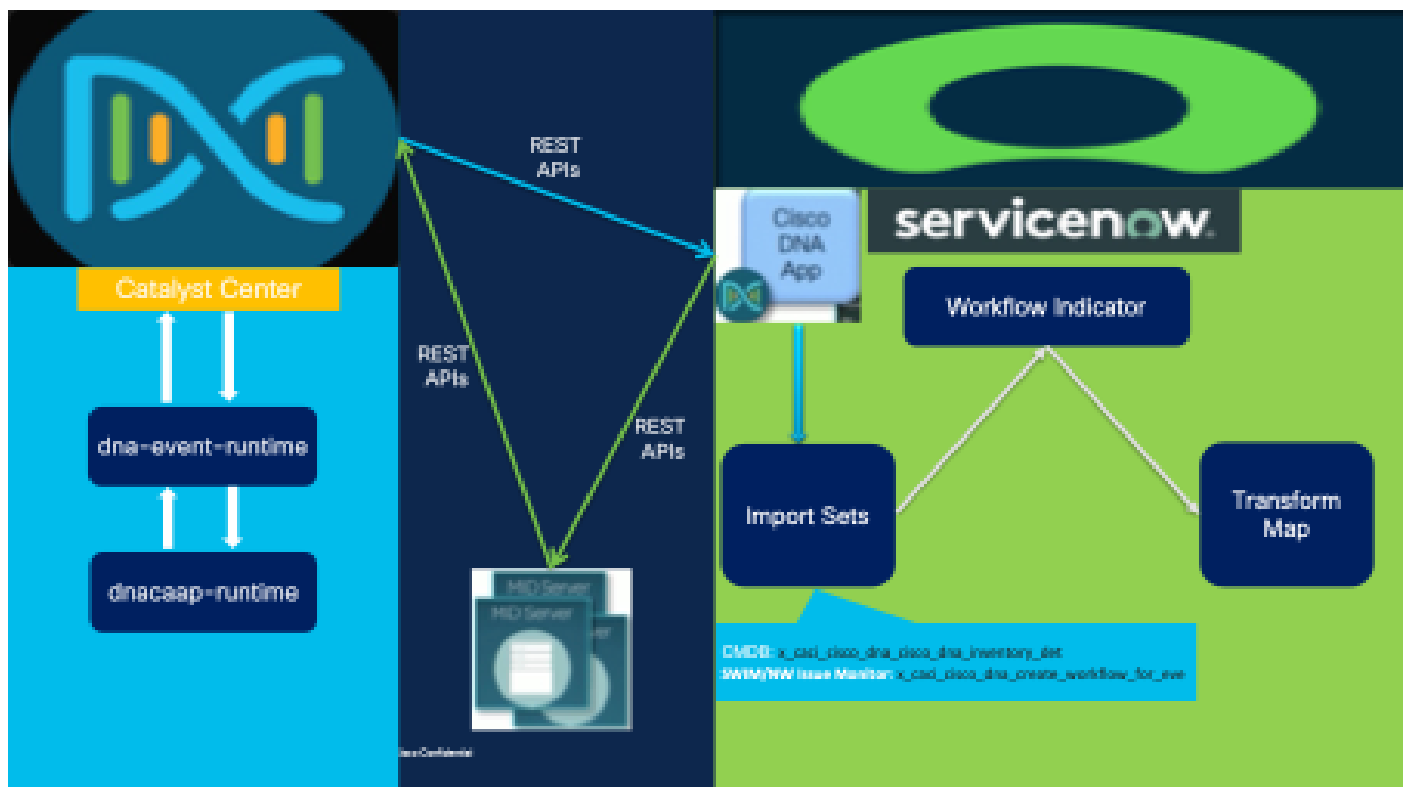 REST
APIs
Cisco
DNA
App
servicenow.
Catalyst Center
Workflow Indicator
REST
APIs
dna-event-runtime
REST
APIs
Import Sets
Transform
Map
dnacaap-runtime
MID Server
MID Server
CMDB: x_caci_cisco_dna_cisco_dna_inventory_det
SWIM/NW Issue Monitor: x_caci_cisco_dna_create_workflow_for_eve
Confidential